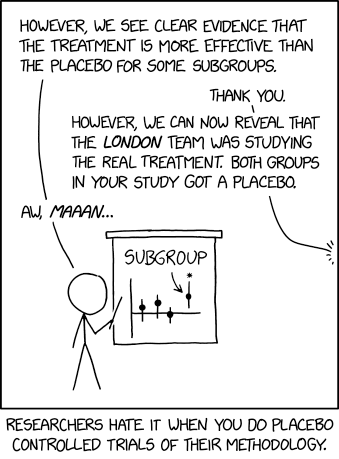 HOWEVER, WE SEE CLEAR EVIDENCE THAT
THE TREATMENT IS MORE EFFECTIVE THAN
THE PLACEBO FOR SOME SUBGROUPS.
THANK YOU.
HOWEVER, WE CAN NOW REVEAL THAT
THE LONDON TEAM WAS STUDYING
THE REAL TREATMENT. BOTH GROUPS
IN YOUR STUDY GOT A PLACEBO.
AW, MAAAN...
SUBGROUP
*
RESEARCHERS HATE IT WHEN YOU DO PLACEBO
CONTROLLED TRIALS OF THEIR METHODOLOGY.